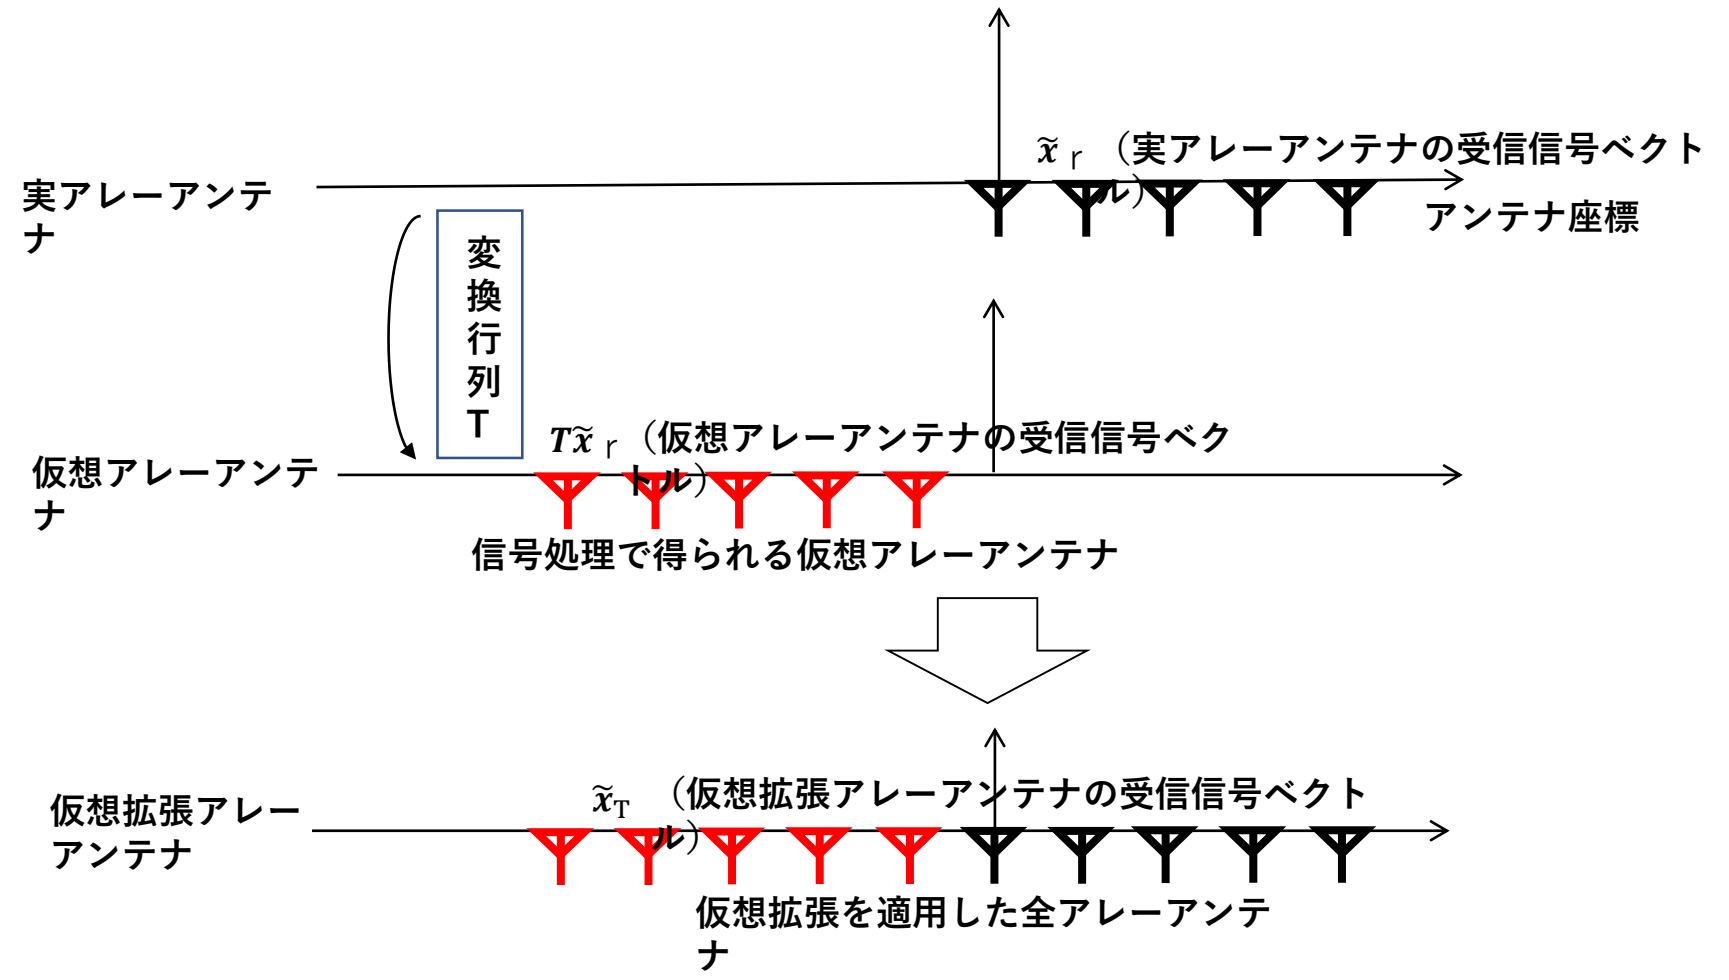 x̃ r （実アレーアンテナの受信信号ベクト
ル）
実アレーアンテ
ナ
アンテナ座標
変
換
行
列
T
Tx̃ r （仮想アレーアンテナの受信信号ベク
トル）
仮想アレーアンテ
ナ
信号処理で得られる仮想アレーアンテナ
x̃T （仮想拡張アレーアンテナの受信信号ベクト
ル）
仮想拡張アレー
アンテナ
仮想拡張を適用した全アレーアンテ
ナ